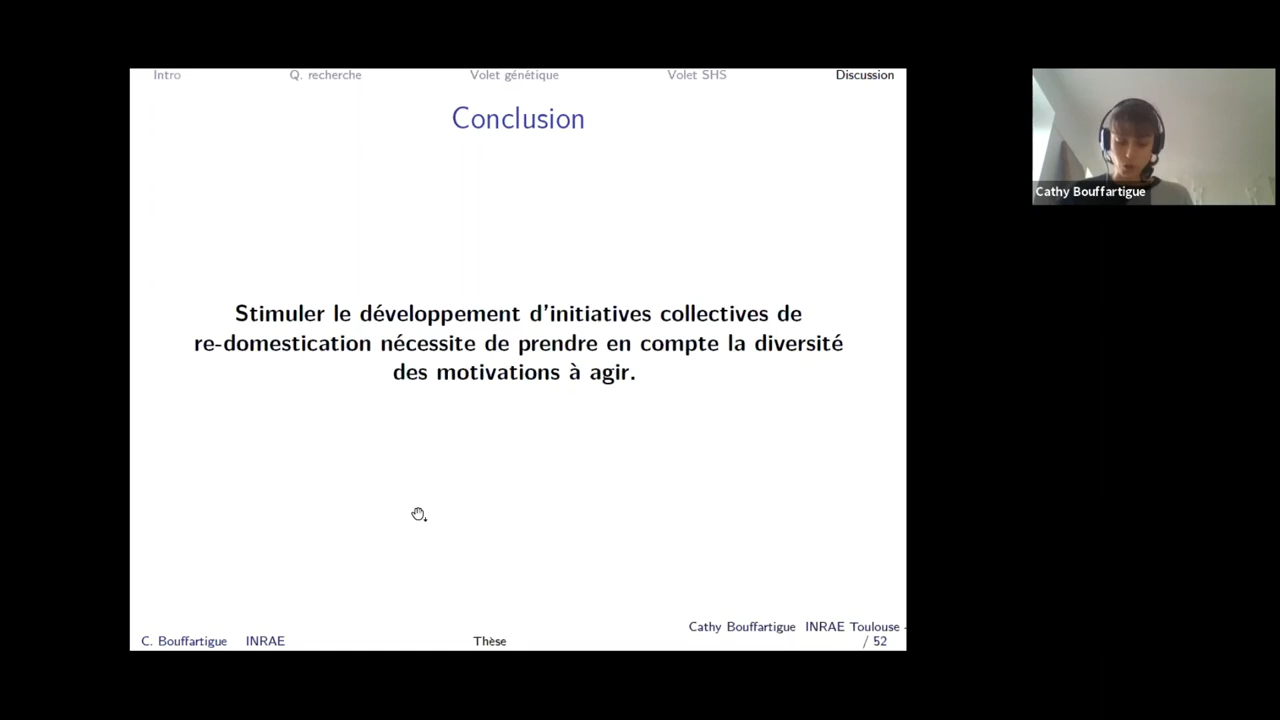 Intro Q. recherche Volet génétique Volet SHS Discussion
Conclusion
Stimuler le développement d'initiatives collectives de
re-domestication nécessite de prendre en compte la diversité
des motivations à agir.
Cathy Bouffartigue INRAE Toulouse -
C. Bouffartigue INRAE Thèse / 52
Cathy Bouffartigue